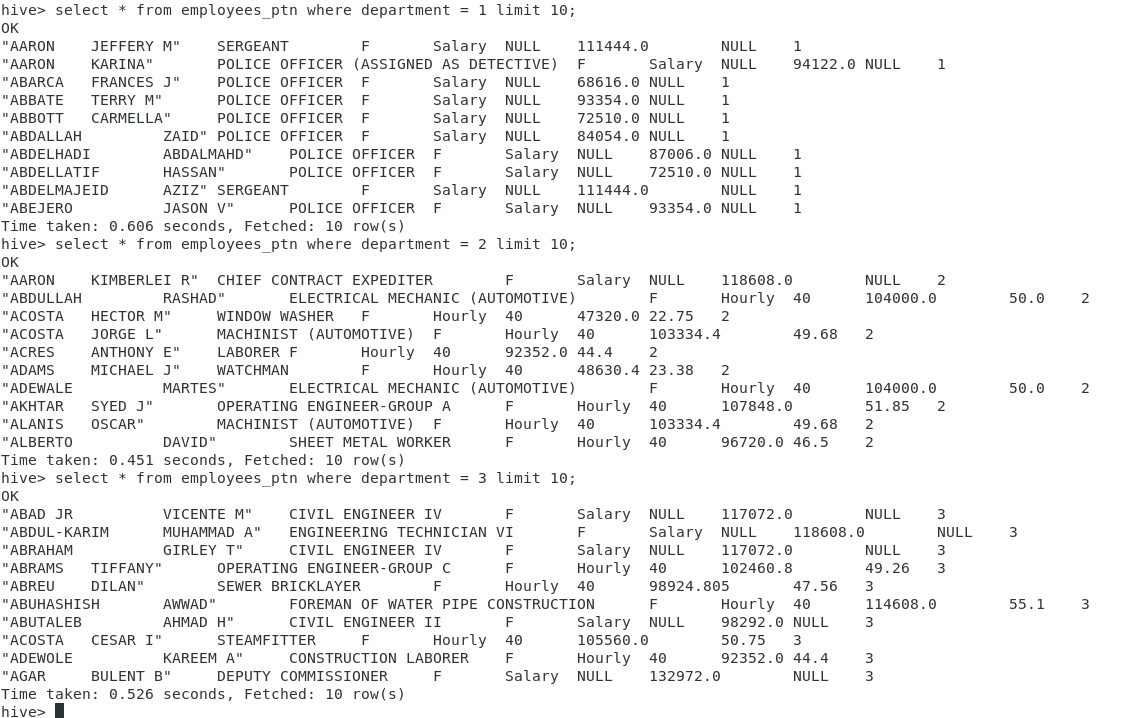 hive> select * from employees_ptn where department = 1 limit 10;
OK
"AARON    JEFFERY M"    SERGEANT        F       Salary  NULL    111444.0        NULL    1
"AARON    KARINA"       POLICE OFFICER (ASSIGNED AS DETECTIVE)  F       Salary  NULL    94122.0 NULL    1
"ABARCA   FRANCES J"    POLICE OFFICER  F       Salary  NULL    68616.0 NULL    1
"ABBATE   TERRY M"      POLICE OFFICER  F       Salary  NULL    93354.0 NULL    1
"ABBOTT   CARMELLA"     POLICE OFFICER  F       Salary  NULL    72510.0 NULL    1
"ABDALLAH         ZAID" POLICE OFFICER  F       Salary  NULL    84054.0 NULL    1
"ABDELHADI        ABDALMAHD"    POLICE OFFICER  F       Salary  NULL    87006.0 NULL    1
"ABDELLATIF       HASSAN"       POLICE OFFICER  F       Salary  NULL    72510.0 NULL    1
"ABDELMAJEID      AZIZ" SERGEANT        F       Salary  NULL    111444.0        NULL    1
"ABEJERO          JASON V"      POLICE OFFICER  F       Salary  NULL    93354.0 NULL    1
Time taken: 0.606 seconds, Fetched: 10 row(s)
hive> select * from employees_ptn where department = 2 limit 10;
OK
"AARON    KIMBERLEI R"  CHIEF CONTRACT EXPEDITER        F       Salary  NULL    118608.0        NULL    2
"ABDULLAH         RASHAD"       ELECTRICAL MECHANIC (AUTOMOTIVE)        F       Hourly  40      104000.0        50.0    2
"ACOSTA   HECTOR M"     WINDOW WASHER   F       Hourly  40      47320.0 22.75   2
"ACOSTA   JORGE L"      MACHINIST (AUTOMOTIVE)  F       Hourly  40      103334.4        49.68   2
"ACRES    ANTHONY E"    LABORER F       Hourly  40      92352.0 44.4    2
"ADAMS    MICHAEL J"    WATCHMAN        F       Hourly  40      48630.4 23.38   2
"ADEWALE          MARTES"       ELECTRICAL MECHANIC (AUTOMOTIVE)        F       Hourly  40      104000.0        50.0    2
"AKHTAR   SYED J"       OPERATING ENGINEER-GROUP A      F       Hourly  40      107848.0        51.85   2
"ALANIS   OSCAR"        MACHINIST (AUTOMOTIVE)  F       Hourly  40      103334.4        49.68   2
"ALBERTO          DAVID"        SHEET METAL WORKER      F       Hourly  40      96720.0 46.5    2
Time taken: 0.451 seconds, Fetched: 10 row(s)
hive> select * from employees_ptn where department = 3 limit 10;
OK
"ABAD JR          VICENTE M"    CIVIL ENGINEER IV       F       Salary  NULL    117072.0        NULL    3
"ABDUL-KARIM      MUHAMMAD A"   ENGINEERING TECHNICIAN VI       F       Salary  NULL    118608.0        NULL    3
"ABRAHAM          GIRLEY T"     CIVIL ENGINEER IV       F       Salary  NULL    117072.0        NULL    3
"ABRAMS   TIFFANY"      OPERATING ENGINEER-GROUP C      F       Hourly  40      102460.8        49.26   3
"ABREU    DILAN"        SEWER BRICKLAYER        F       Hourly  40      98924.805       47.56   3
"ABUHASHISH       AWWAD"        FOREMAN OF WATER PIPE CONSTRUCTION      F       Hourly  40      114608.0        55.1    3
"ABUTALEB         AHMAD H"      CIVIL ENGINEER II       F       Salary  NULL    98292.0 NULL    3
"ACOSTA   CESAR I"      STEAMFITTER     F       Hourly  40      105560.0        50.75   3
"ADEWOLE          KAREEM A"     CONSTRUCTION LABORER    F       Hourly  40      92352.0 44.4    3
"AGAR     BULENT B"     DEPUTY COMMISSIONER     F       Salary  NULL    132972.0        NULL    3
Time taken: 0.526 seconds, Fetched: 10 row(s)
hive>